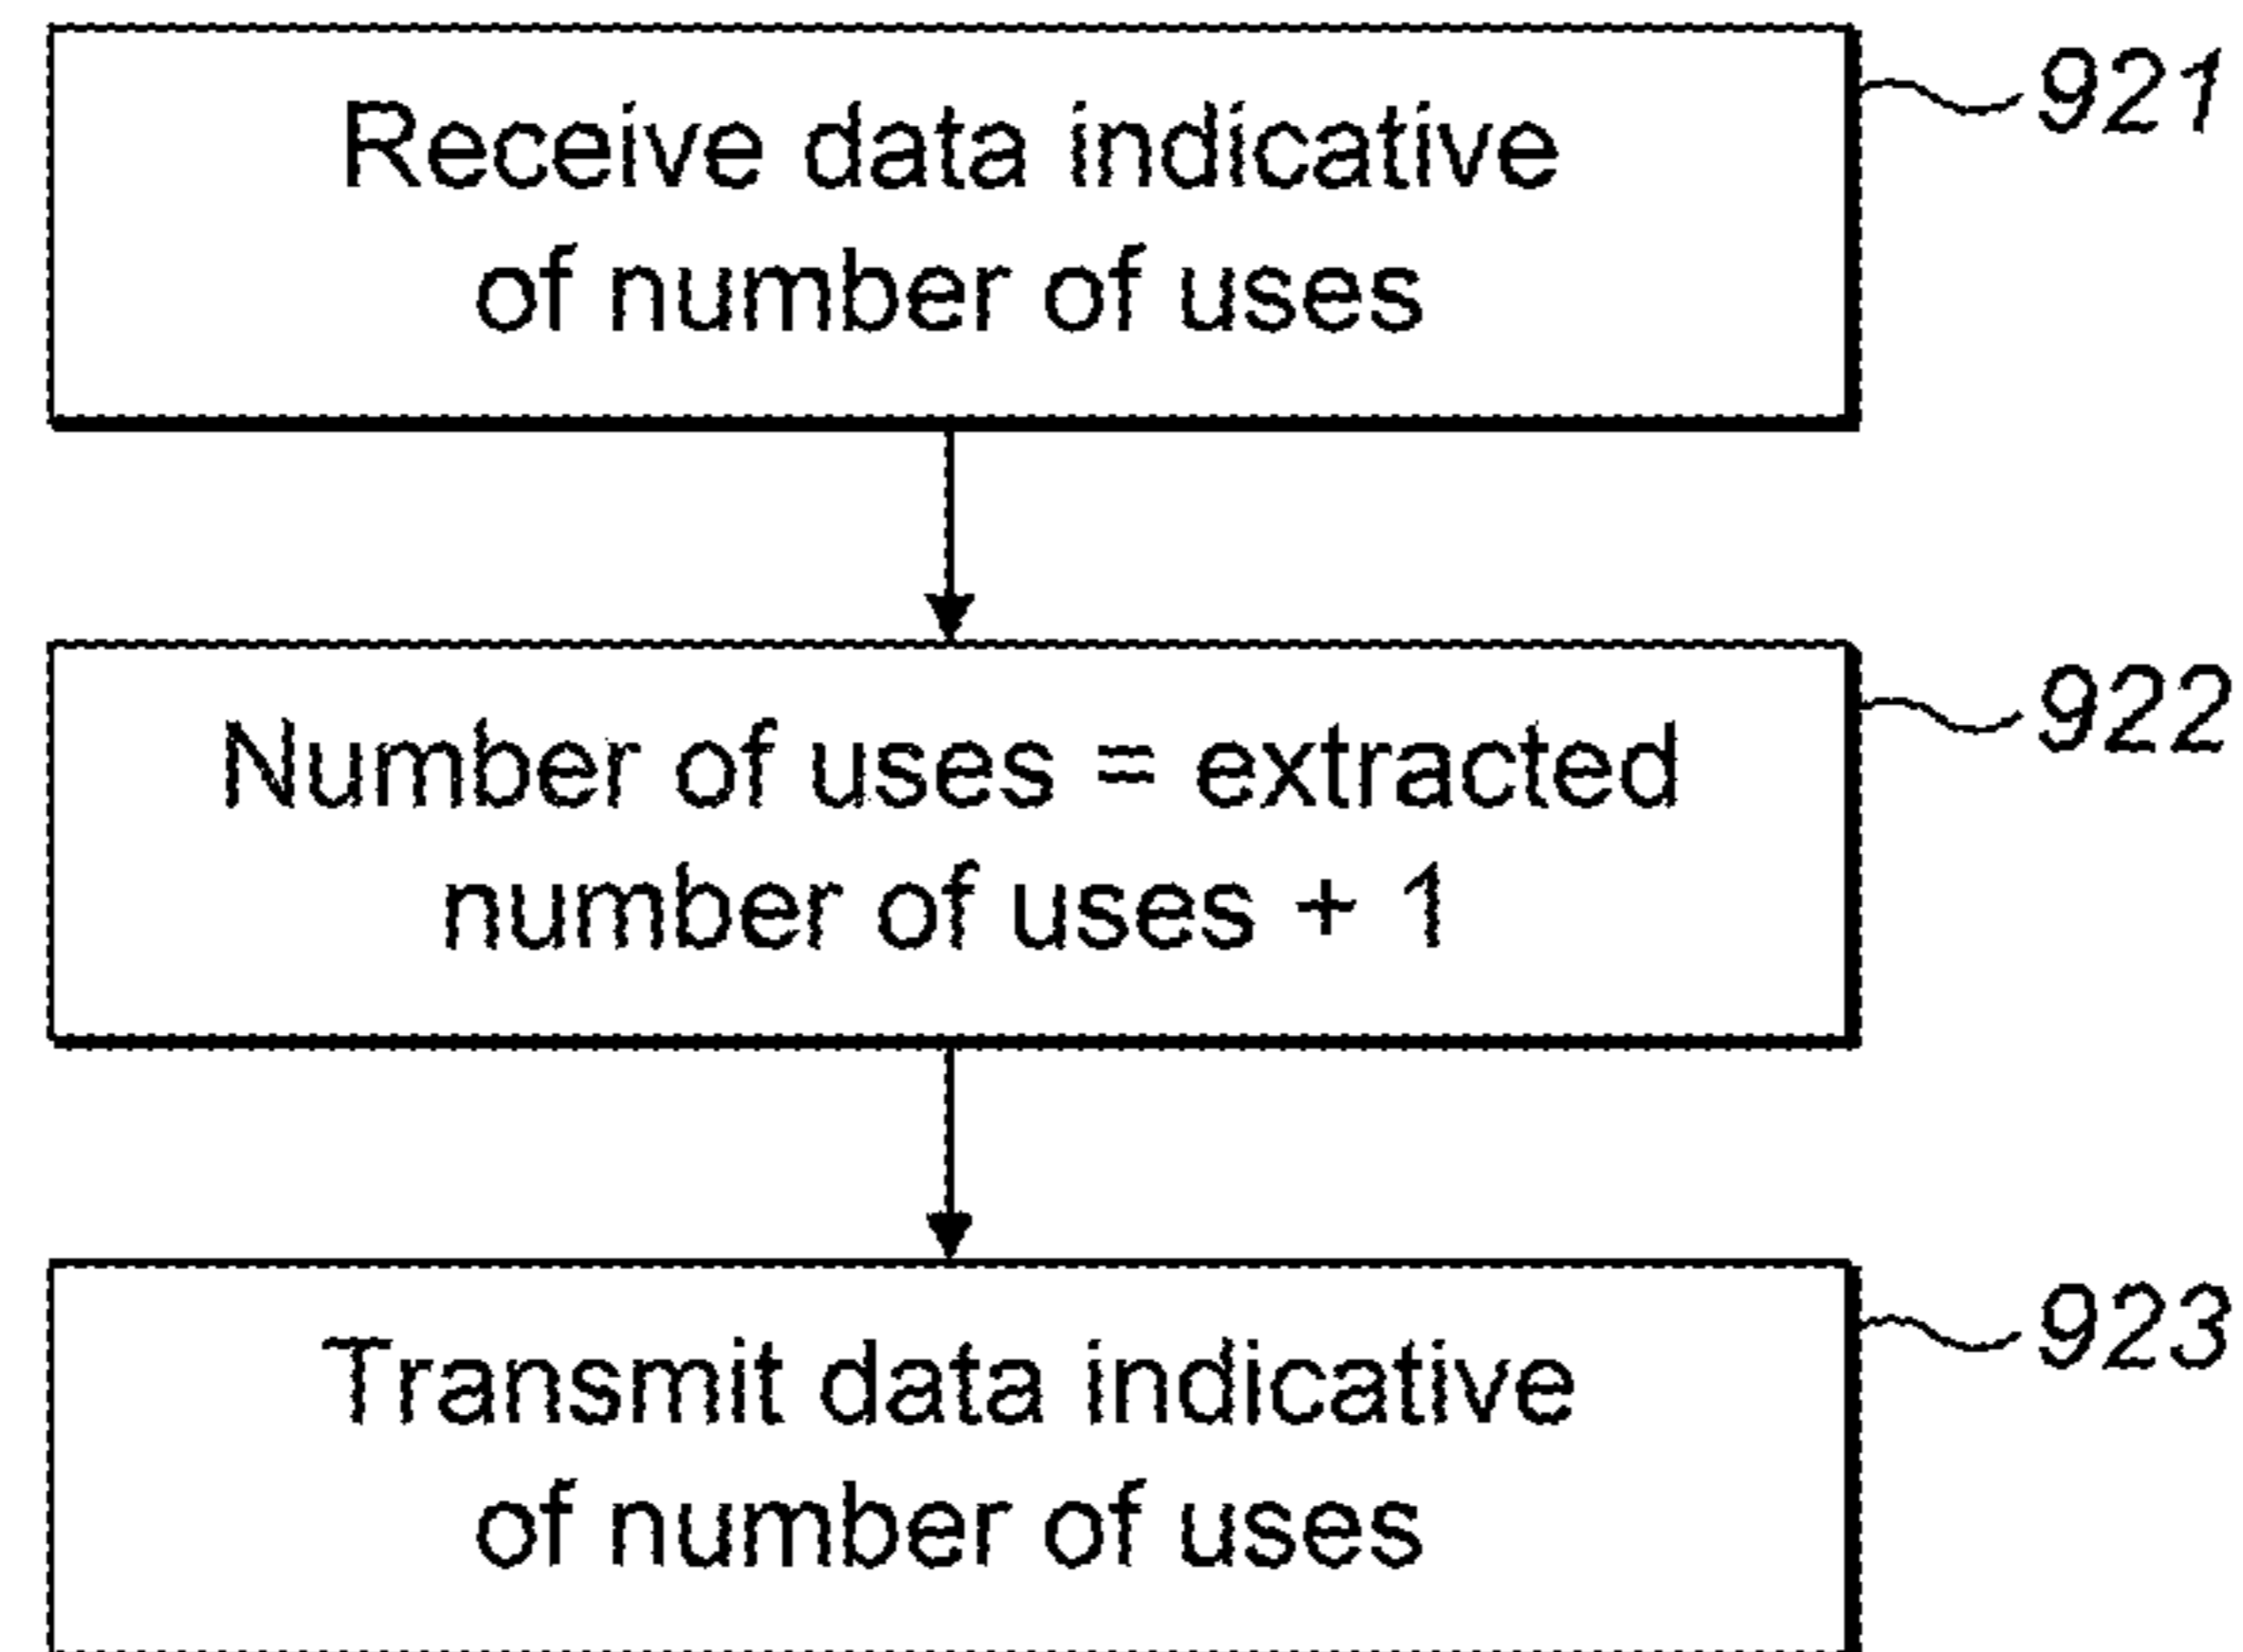 Receive data indicative
of number of uses
921
Number of uses = extracted
number of uses + 1
922
Transmit data indicative
of number of uses
923